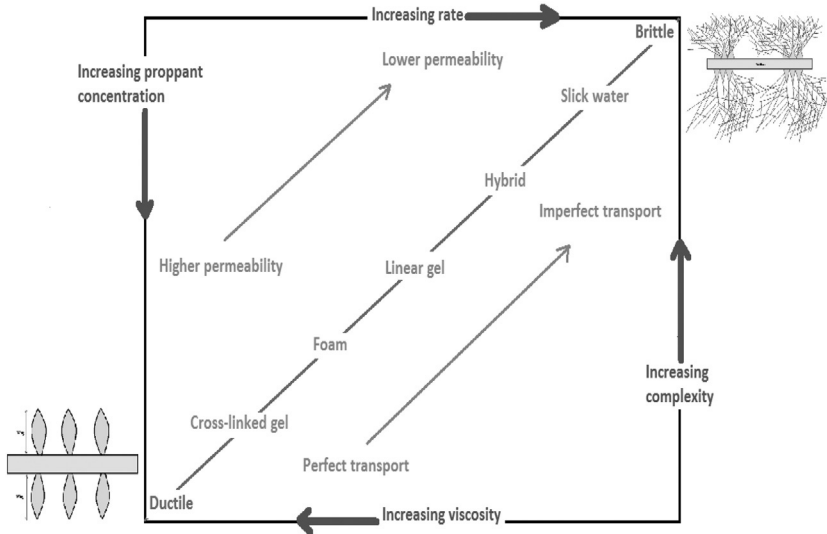 Increasing rate
Brittle
Increasing proppant
concentration
Lower permeability
Slick water
Hybrid
Imperfect transport
Higher permeability
Linear gel
Foam
Increasing
complexity
Cross-linked gel
Perfect transport
Ductile
Increasing viscosity